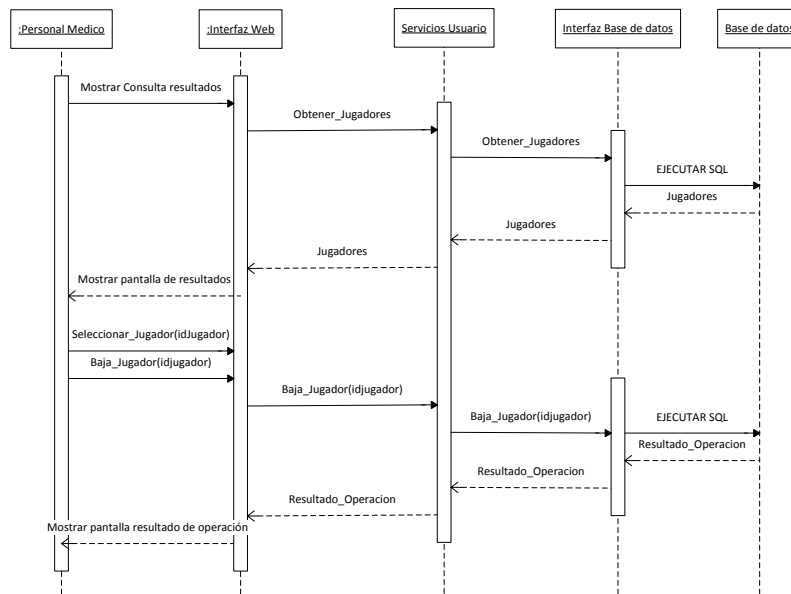 :Personal Medico
:Interfaz Web
Servicios Usuario
Interfaz Base de datos
Base de datos
Mostrar Consulta resultados
Obtener_Jugadores
Obtener_Jugadores
EJECUTAR SQL
Jugadores
Jugadores
Jugadores
Mostrar pantalla de resultados
Seleccionar_Jugador(idJugador)
Baja_Jugador(idjugador)
Baja_Jugador(idjugador)
Baja_Jugador(idjugador)
EJECUTAR SQL
Resultado_Operacion
Resultado_Operacion
Resultado_Operacion
Mostrar pantalla resultado de operación